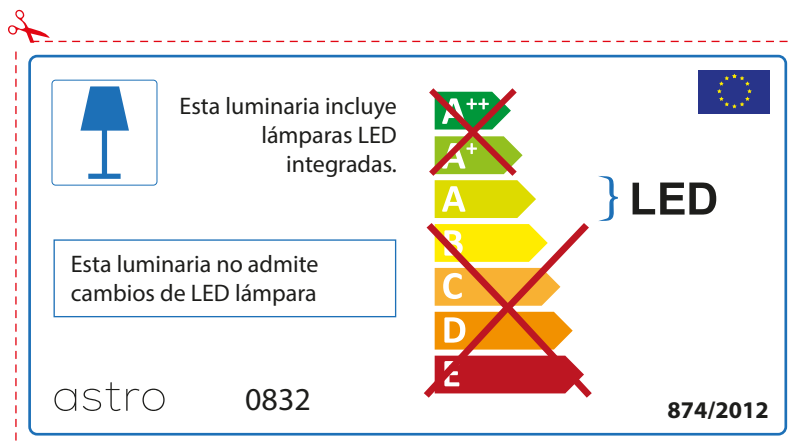 Esta luminaria incluye
lámparas LED
integradas.
A++
A+
A
B
C
D
E
LED
Esta luminaria no admite
cambios de LED lámpara
astro
0832
874/2012